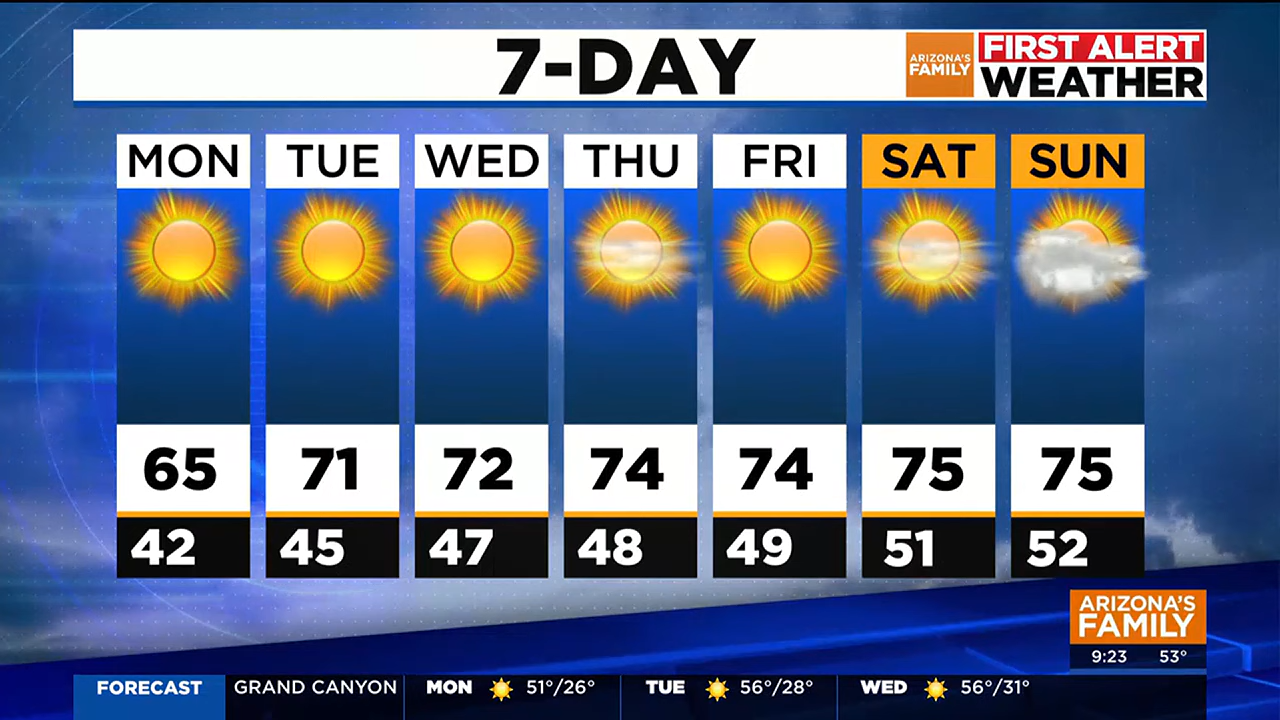 7-DAY
ARIZONA'S
FAMILY
FIRST ALERT
WEATHER
MON TUE WED THU FRI SAT SUN
65 71 72 74 74 75 75
42 45 47 48 49 51 52
ARIZONA'S
FAMILY
9:23 53°
FORECAST GRAND CANYON MON 51°/26° TUE 56°/28° WED 56°/31°